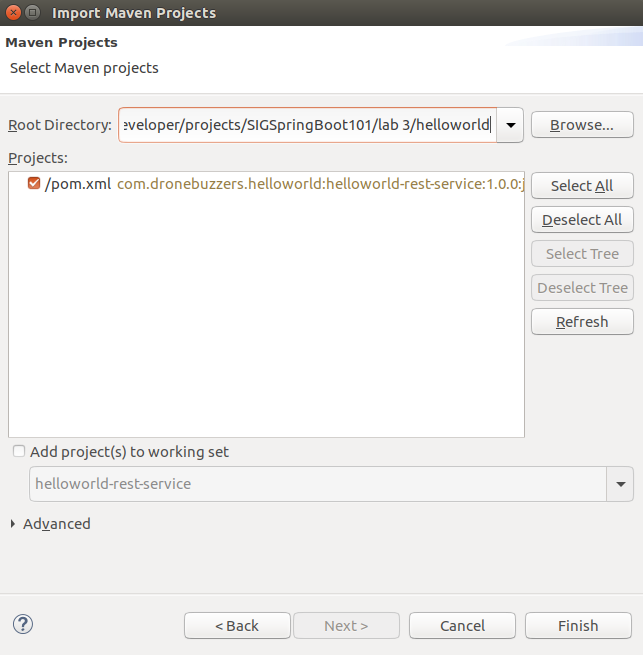 Import Maven Projects
Maven Projects
Select Maven projects
Root Directory: eveloper/projects/SIGSpringBoot101/lab 3/helloworld Browse...
Projects:
/pom.xml com.dronebuzzers.helloworld:helloworld-rest-service:1.0.0:j
Select All
Deselect All
Select Tree
Deselect Tree
Refresh
Add project(s) to working set
helloworld-rest-service
Advanced
? < Back Next > Cancel Finish